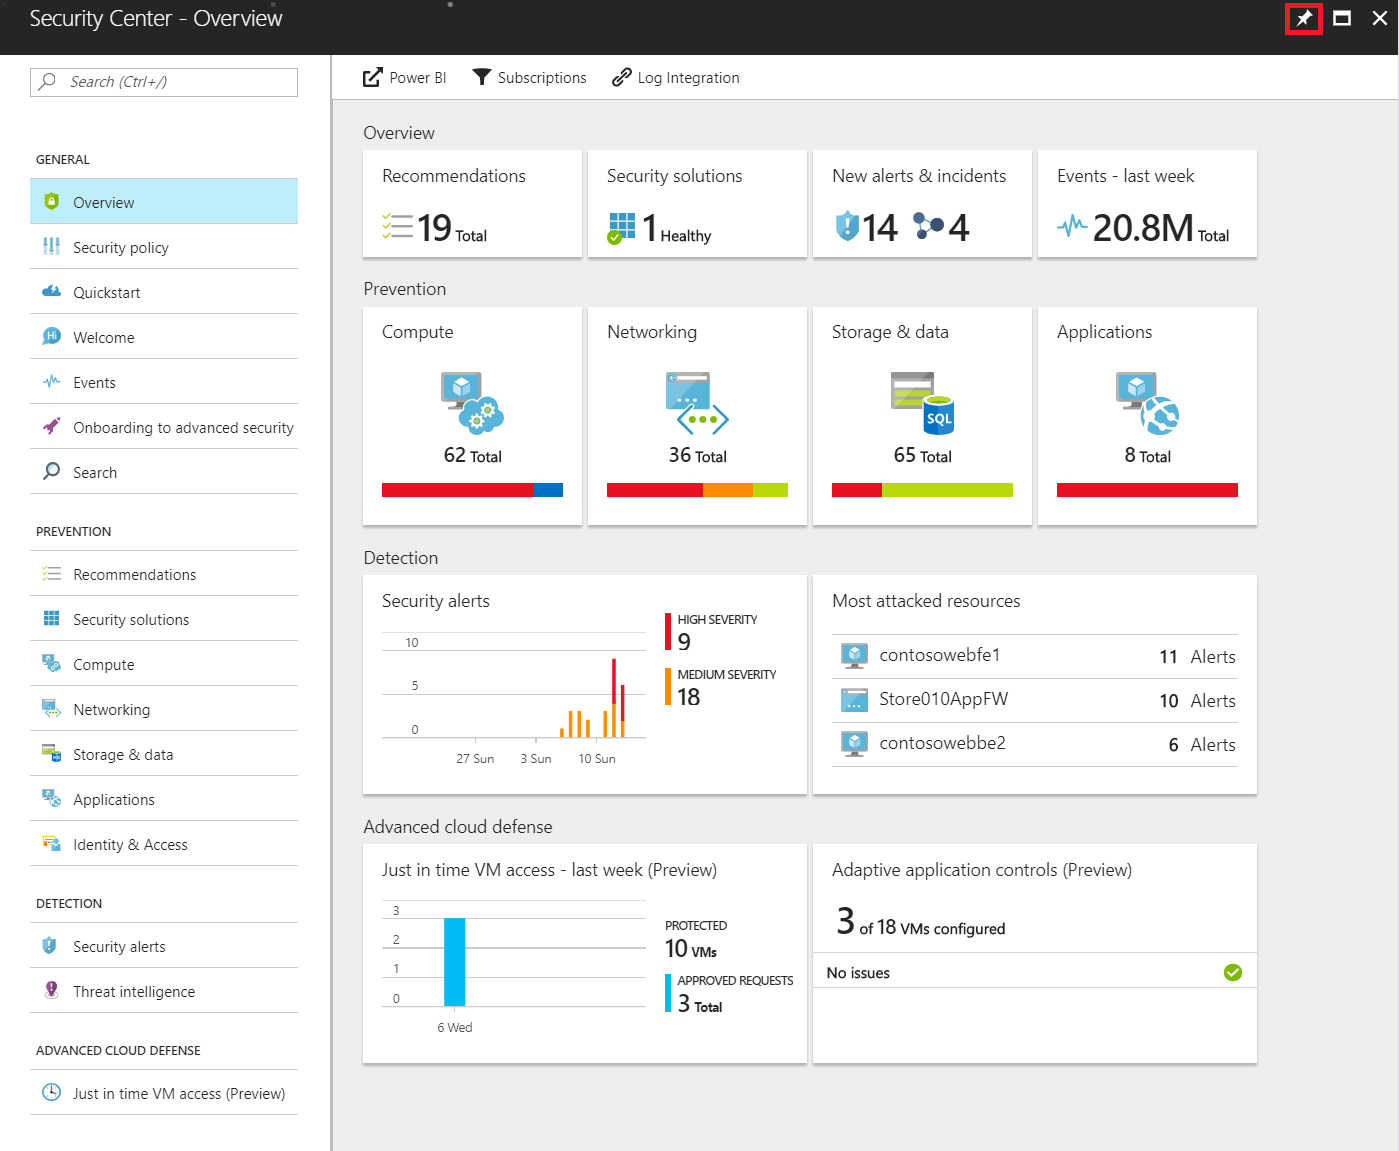 Security Center - Overview
Search (Ctrl+/)
GENERAL
Overview
Security policy
Quickstart
Hi
Welcome
Events
Onboarding to advanced security
Search
PREVENTION
Recommendations
Security solutions
Compute
Networking
Storage & data
Applications
Identity & Access
DETECTION
Security alerts
Threat intelligence
ADVANCED CLOUD DEFENSE
Just in time VM access (Preview)
Power BI Subscriptions Log Integration
Overview
Recommendations
19 Total
Security solutions
1 Healthy
New alerts & incidents
14 4
Events - last week
20.8M Total
Prevention
Compute
62 Total
Networking
36 Total
Storage & data
SQL
65 Total
Applications
8 Total
Detection
Security alerts
10
5
0
27 Sun 3 Sun 10 Sun
HIGH SEVERITY
9
MEDIUM SEVERITY
18
Most attacked resources
contosowebfe1 11 Alerts
Store010AppFW 10 Alerts
contosowebbe2 6 Alerts
Advanced cloud defense
Just in time VM access - last week (Preview)
3
2
1
0
6 Wed
PROTECTED
10 VMs
APPROVED REQUESTS
3 Total
Adaptive application controls (Preview)
3 of 18 VMs configured
No issues